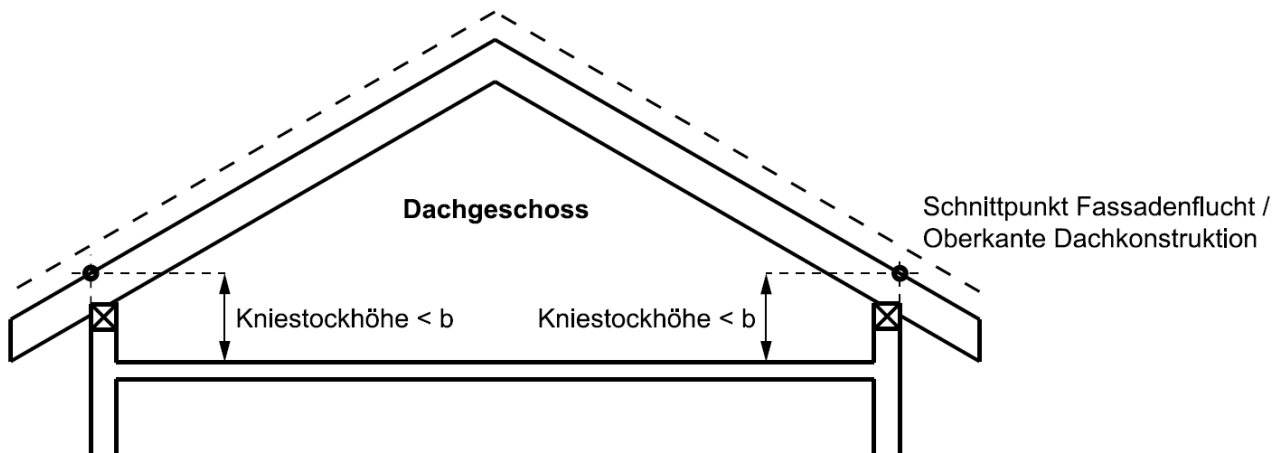 Dachgeschoss
Schnittpunkt Fassadenflucht /
Oberkante Dachkonstruktion
Kniestockhöhe < b
Kniestockhöhe < b